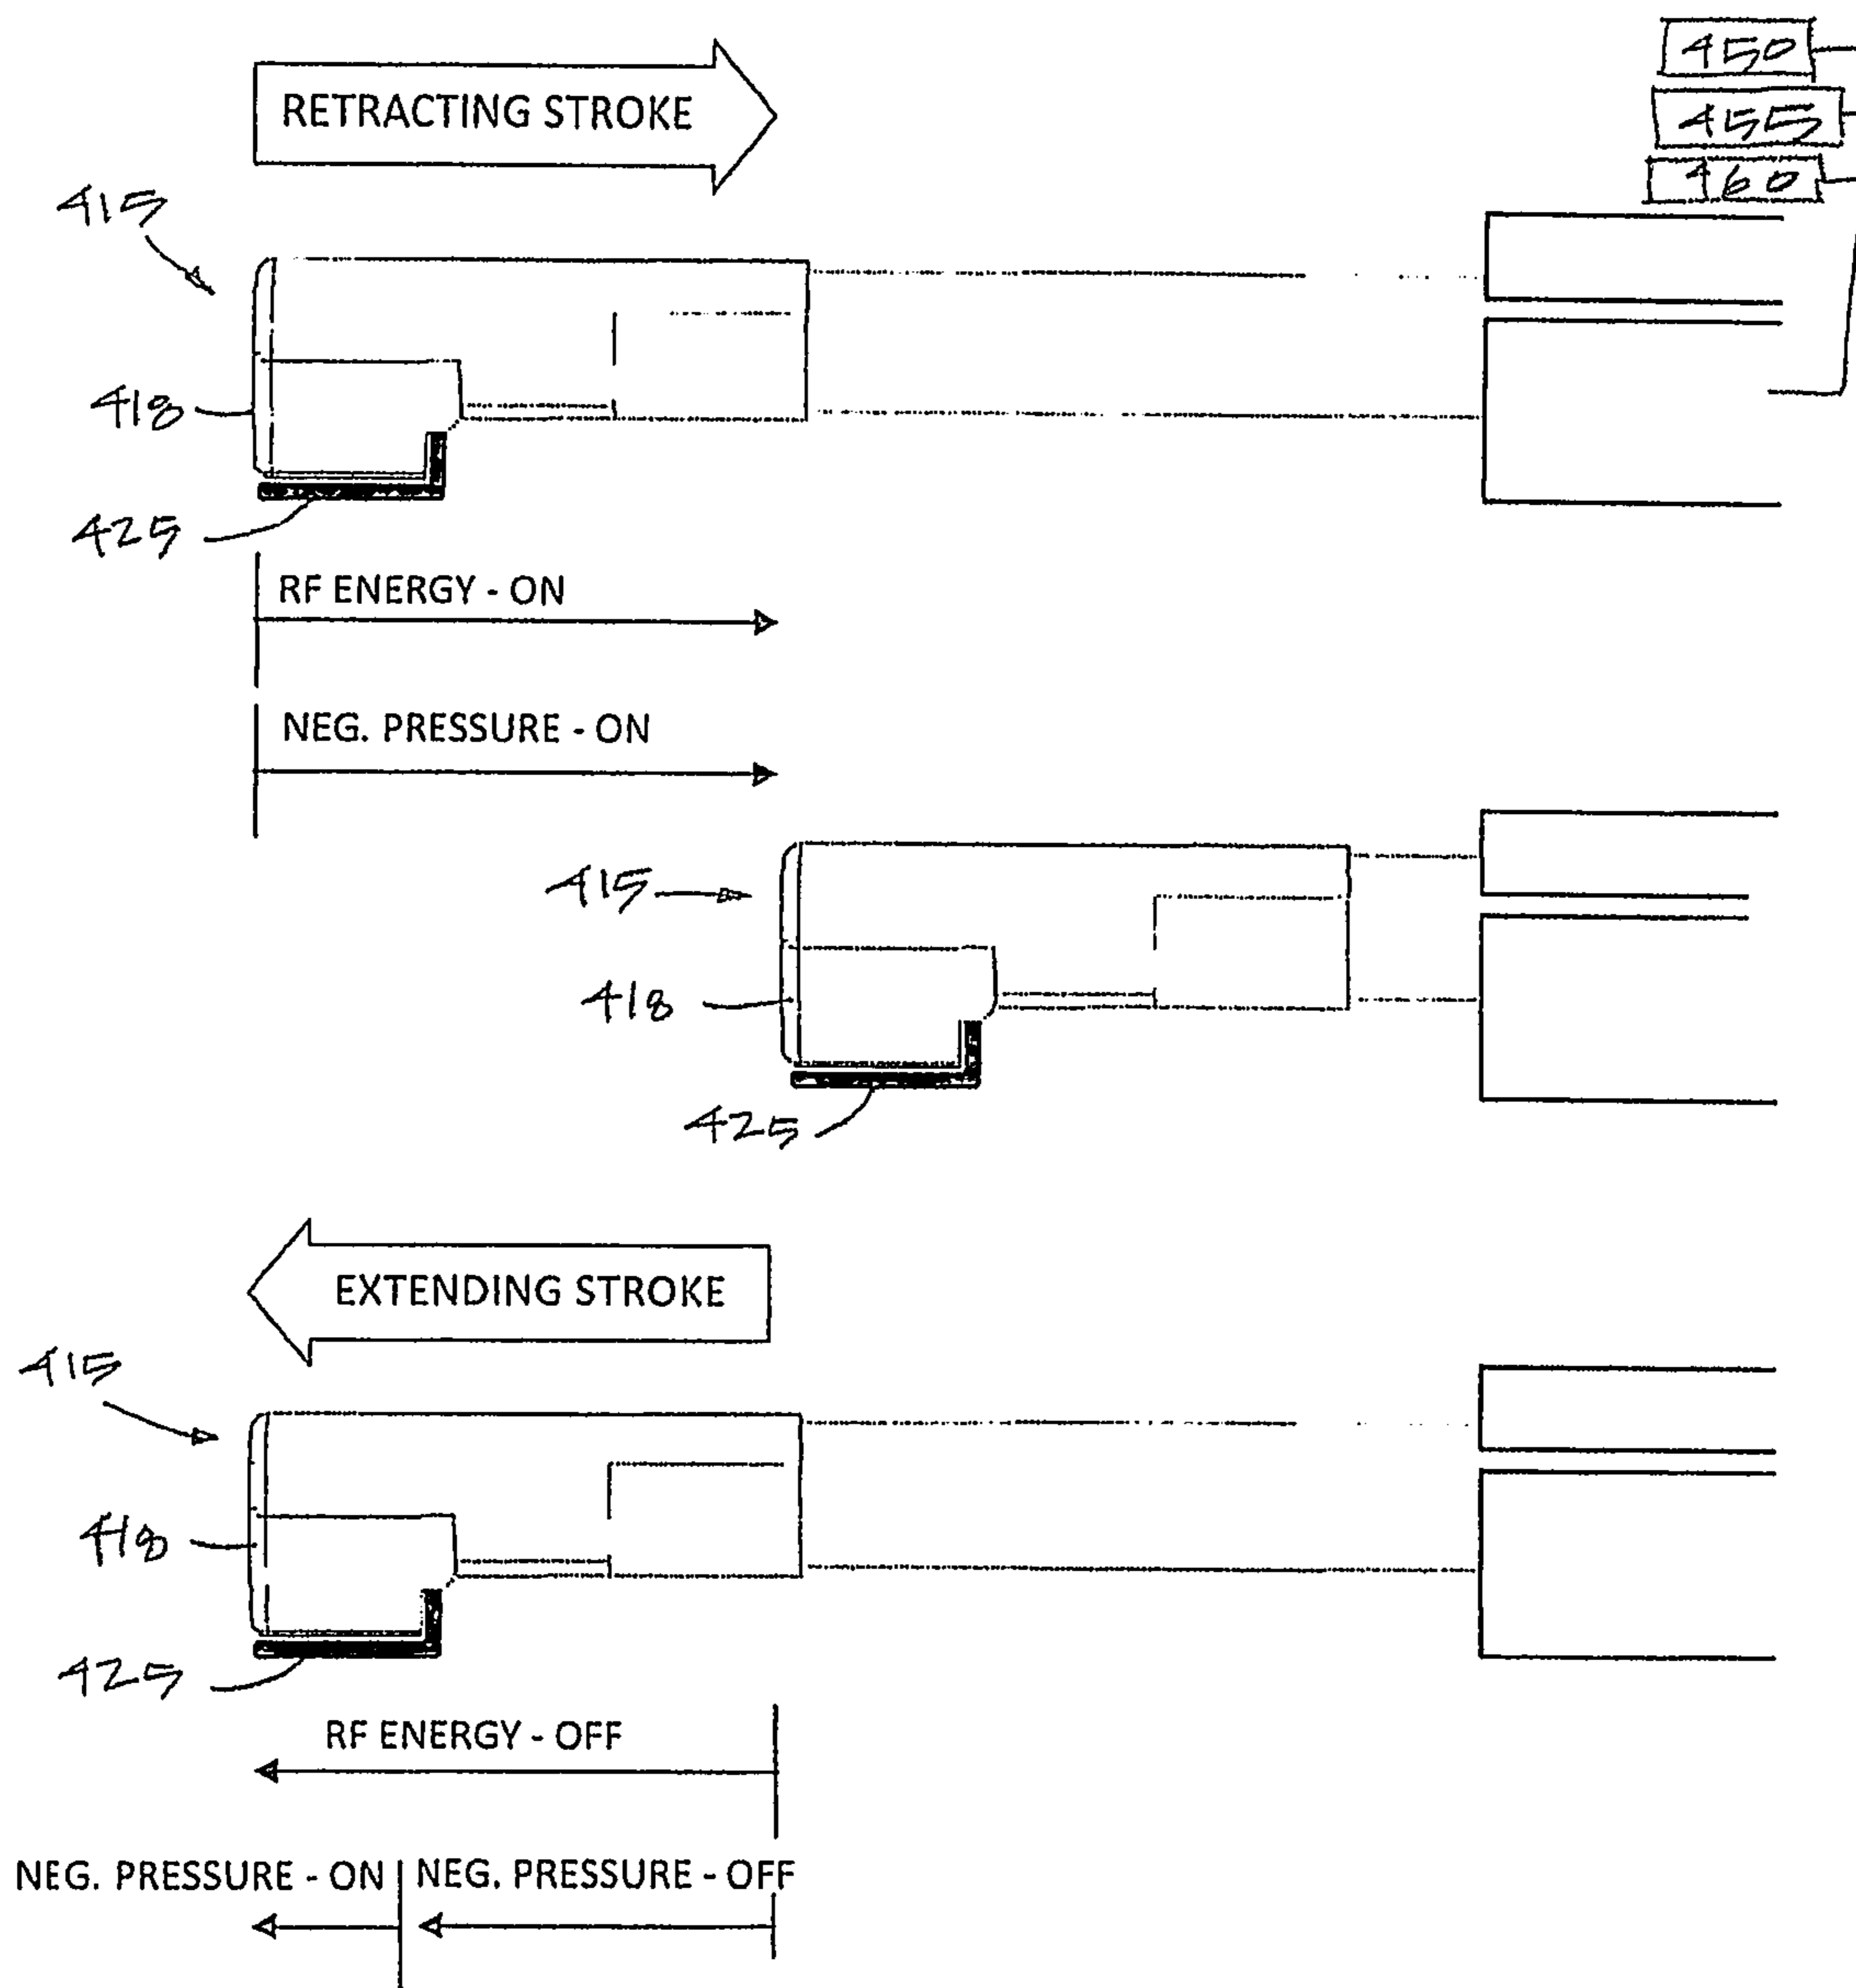 450
RETRACTING STROKE
455
460
415
418
425
RF ENERGY - ON
NEG. PRESSURE - ON
415
418
425
EXTENDING STROKE
415
418
425
RF ENERGY - OFF
NEG. PRESSURE - ON NEG. PRESSURE - OFF